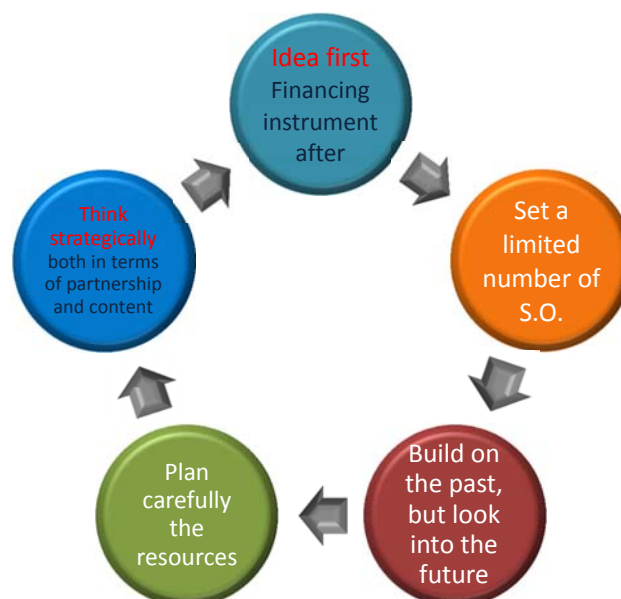 Idea first
Financing
instrument
after
Set a
limited
number of
S.O.
Build on
the past,
but look
into the
future
Plan
carefully
the
resources
Think
strategically
both in terms
of partnership
and content